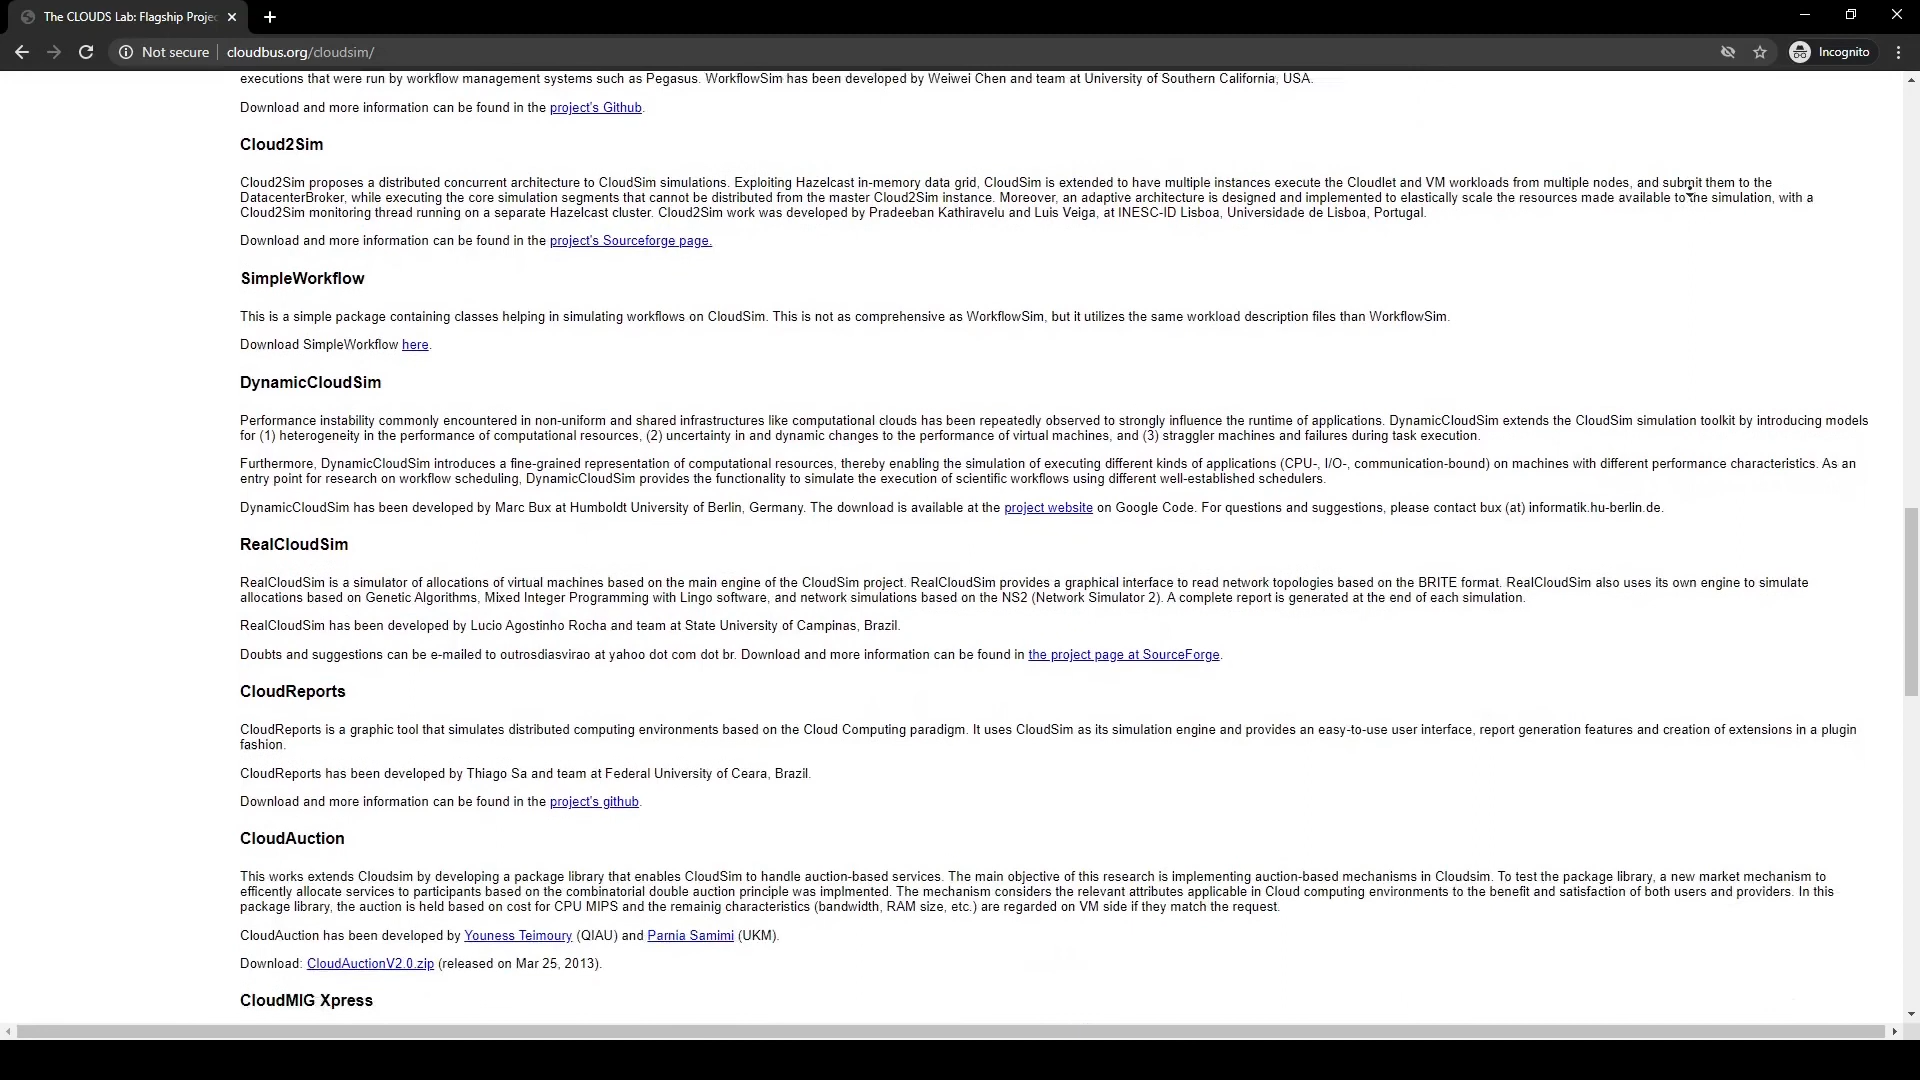 The CLOUDS Lab: Flagship Projec
Not secure
cloudbus.org/cloudsim/
Incognito
executions that were run by workflow management systems such as Pegasus. WorkflowSim has been developed by Weiwei Chen and team at University of Southern California, USA.
Download and more information can be found in the project's Github.
Cloud2Sim
Cloud2Sim proposes a distributed concurrent architecture to CloudSim simulations. Exploiting Hazelcast in-memory data grid, CloudSim is extended to have multiple instances execute the Cloudlet and VM workloads from multiple nodes, and submit them to the
DatacenterBroker, while executing the core simulation segments that cannot be distributed from the master Cloud2Sim instance. Moreover, an adaptive architecture is designed and implemented to elastically scale the resources made available to the simulation, with a
Cloud2Sim monitoring thread running on a separate Hazelcast cluster. Cloud2Sim work was developed by Pradeeban Kathiravelu and Luis Veiga, at INESC-ID Lisboa, Universidade de Lisboa, Portugal.
Download and more information can be found in the project's Sourceforge page.
SimpleWorkflow
This is a simple package containing classes helping in simulating workflows on CloudSim. This is not as comprehensive as WorkflowSim, but it utilizes the same workload description files than WorkflowSim.
Download SimpleWorkflow here.
DynamicCloudSim
Performance instability commonly encountered in non-uniform and shared infrastructures like computational clouds has been repeatedly observed to strongly influence the runtime of applications. DynamicCloudSim extends the CloudSim simulation toolkit by introducing models
for (1) heterogeneity in the performance of computational resources, (2) uncertainty in and dynamic changes to the performance of virtual machines, and (3) straggler machines and failures during task execution.
Furthermore, DynamicCloudSim introduces a fine-grained representation of computational resources, thereby enabling the simulation of executing different kinds of applications (CPU-, I/O-, communication-bound) on machines with different performance characteristics. As an
entry point for research on workflow scheduling, DynamicCloudSim provides the functionality to simulate the execution of scientific workflows using different well-established schedulers.
DynamicCloudSim has been developed by Marc Bux at Humboldt University of Berlin, Germany. The download is available at the project website on Google Code. For questions and suggestions, please contact bux (at) informatik.hu-berlin.de.
RealCloudSim
RealCloudSim is a simulator of allocations of virtual machines based on the main engine of the CloudSim project. RealCloudSim provides a graphical interface to read network topologies based on the BRITE format. RealCloudSim also uses its own engine to simulate
allocations based on Genetic Algorithms, Mixed Integer Programming with Lingo software, and network simulations based on the NS2 (Network Simulator 2). A complete report is generated at the end of each simulation.
RealCloudSim has been developed by Lucio Agostinho Rocha and team at State University of Campinas, Brazil.
Doubts and suggestions can be e-mailed to outrosdiasvirao at yahoo dot com dot br. Download and more information can be found in the project page at SourceForge.
CloudReports
CloudReports is a graphic tool that simulates distributed computing environments based on the Cloud Computing paradigm. It uses CloudSim as its simulation engine and provides an easy-to-use user interface, report generation features and creation of extensions in a plugin
fashion.
CloudReports has been developed by Thiago Sa and team at Federal University of Ceara, Brazil.
Download and more information can be found in the project's github.
CloudAuction
This works extends Cloudsim by developing a package library that enables CloudSim to handle auction-based services. The main objective of this research is implementing auction-based mechanisms in Cloudsim. To test the package library, a new market mechanism to
efficently allocate services to participants based on the combinatorial double auction principle was implmented. The mechanism considers the relevant attributes applicable in Cloud computing environments to the benefit and satisfaction of both users and providers. In this
package library, the auction is held based on cost for CPU MIPS and the remainig characteristics (bandwidth, RAM size, etc.) are regarded on VM side if they match the request.
CloudAuction has been developed by Youness Teimoury (QIAU) and Parnia Samimi (UKM).
Download: CloudAuctionV2.0.zip (released on Mar 25, 2013).
CloudMIG Xpress